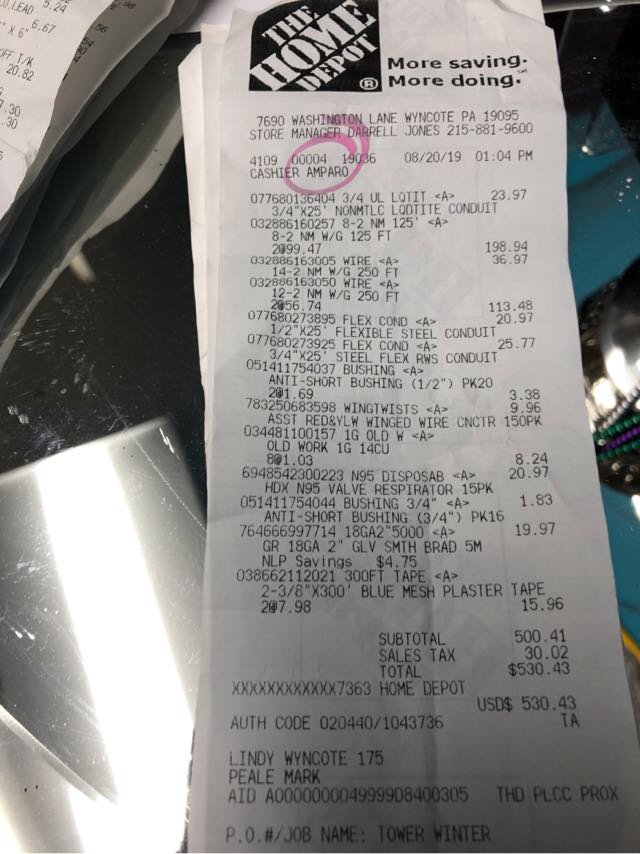 O.LEAD 5.24
6.67
" X 6"
OFF I/K
20.82
7.30
.30
THE
HOME
DEPOT
®
More saving.
More doing.
7690 WASHINGTON LANE WYNCOTE PA 19095
STORE MANAGER DARRELL JONES 215-881-9600
4109 00004 19036 08/20/19 01:04 PM
CASHIER AMPARO
077680136404 3/4 UL LQTIT <A> 23.97
3/4"X25' NONMTLC LQDTITE CONDUIT
032886160257 8-2 NM 125' <A>
8-2 NM W/G 125 FT
2@99.47 198.94
032886163005 WIRE <A> 36.97
14-2 NM W/G 250 FT
032886163050 WIRE <A>
12-2 NM W/G 250 FT
2@56.74 113.48
077680273895 FLEX COND <A> 20.97
1/2"X25' FLEXIBLE STEEL CONDUIT
077680273925 FLEX COND <A> 25.77
3/4"X25' STEEL FLEX RWS CONDUIT
051411754037 BUSHING <A>
ANTI-SHORT BUSHING (1/2") PK20
2@1.69 3.38
783250683598 WINGTWISTS <A> 9.96
ASST RED&YLW WINGED WIRE CNCTR 150PK
034481100157 1G OLD W <A>
OLD WORK 1G 14CU
8@1.03 8.24
6948542300223 N95 DISPOSAB <A> 20.97
HDX N95 VALVE RESPIRATOR 15PK
051411754044 BUSHING 3/4" <A> 1.83
ANTI-SHORT BUSHING (3/4") PK16
764666997714 18GA2"5000 <A> 19.97
GR 18GA 2" GLV SMTH BRAD 5M
NLP Savings $4.75
038662112021 300FT TAPE <A>
2-3/8"X300' BLUE MESH PLASTER TAPE
2@7.98 15.96
SUBTOTAL 500.41
SALES TAX 30.02
TOTAL $530.43
XXXXXXXXXXXX7363 HOME DEPOT
USD$ 530.43
AUTH CODE 020440/1043736 TA
LINDY WYNCOTE 175
PEALE MARK
AID A0000000049999D8400305 THD PLCC PROX
P.O.#/JOB NAME: TOWER WINTER